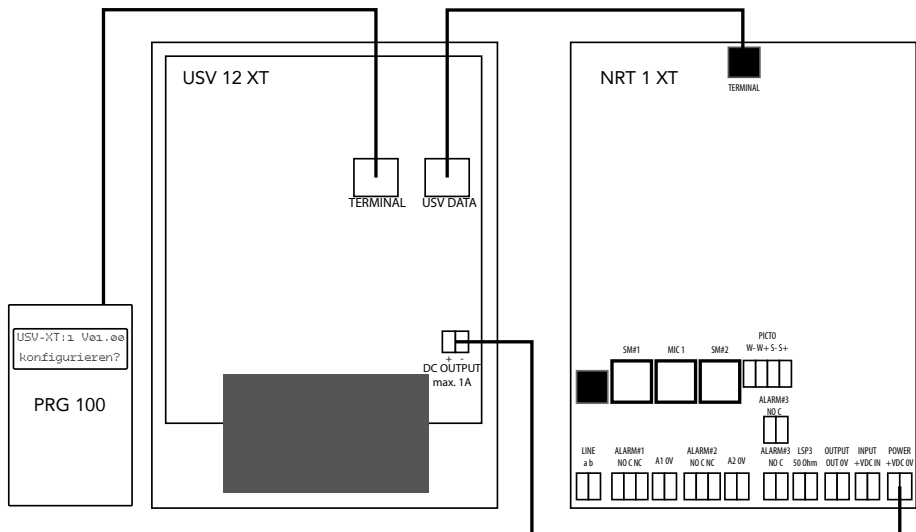 USV 12 XT
TERMINAL
USV DATA
+ -
DC OUTPUT
max. 1A
USV-XT:1 V01.00
konfigurieren?
PRG 100
NRT 1 XT
TERMINAL
PICTO
W- W+ S- S+
SM#1
MIC 1
SM#2
ALARM#3
NO C
LINE
a b
ALARM#1
NO C NC
A1 0V
ALARM#2
NO C NC
A2 0V
ALARM#3
NO C
LSP3
50 Ohm
OUTPUT
OUT 0V
INPUT
+VDC IN
POWER
+VDC 0V